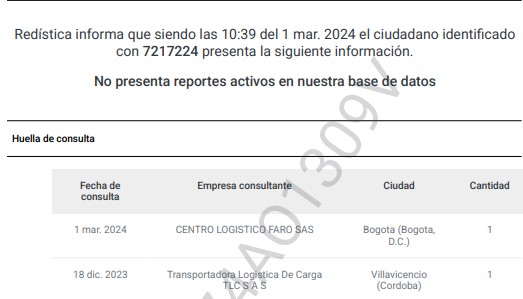 Redística informa que siendo las 10:39 del 1 mar. 2024 el ciudadano identificado
con 7217224 presenta la siguiente información.
No presenta reportes activos en nuestra base de datos
Huella de consulta
Fecha de consulta Empresa consultante Ciudad Cantidad
1 mar. 2024 CENTRO LOGISTICO FARO SAS Bogota (Bogota, D.C.) 1
18 dic. 2023 Transportadora Logistica De Carga TLC S A S Villavicencio (Cordoba) 1
4AO1309V